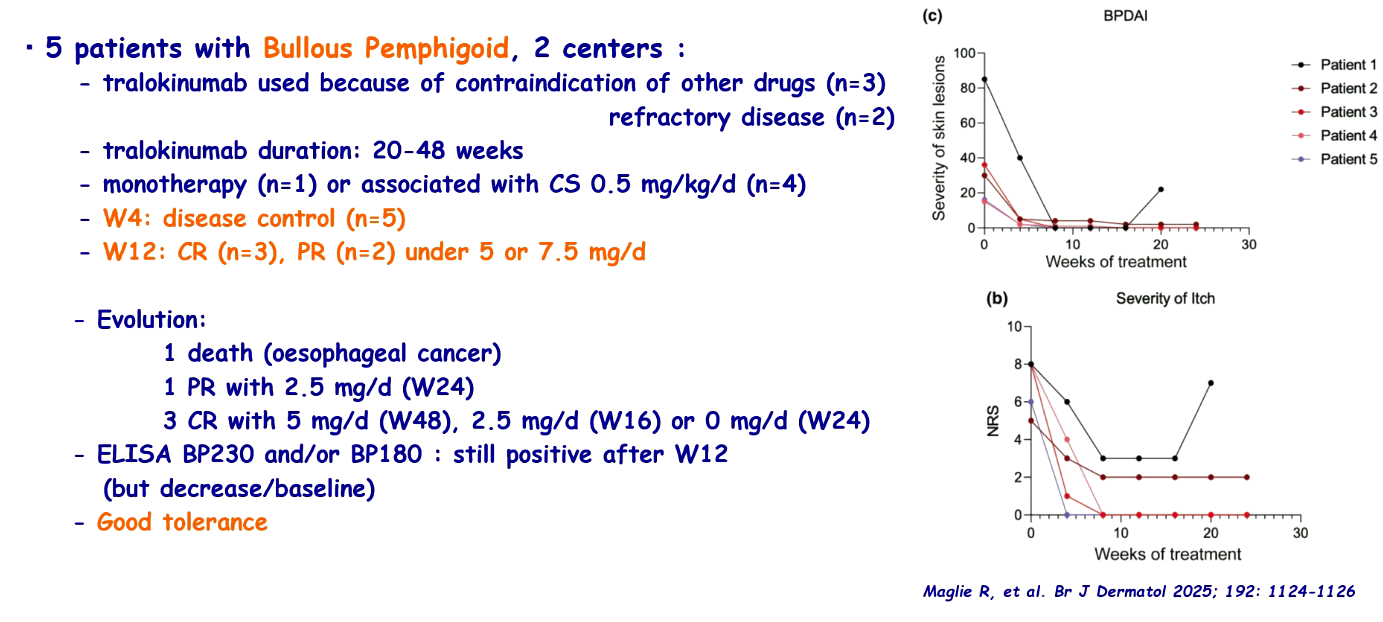 ▪ 5 patients with Bullous Pemphigoid, 2 centers :
– tralokinumab used because of contraindication of other drugs (n=3)
refractory disease (n=2)
– tralokinumab duration: 20-48 weeks
– monotherapy (n=1) or associated with CS 0.5 mg/kg/d (n=4)
– W4: disease control (n=5)
– W12: CR (n=3), PR (n=2) under 5 or 7.5 mg/d
– Evolution:
1 death (oesophageal cancer)
1 PR with 2.5 mg/d (W24)
3 CR with 5 mg/d (W48), 2.5 mg/d (W16) or 0 mg/d (W24)
– ELISA BP230 and/or BP180 : still positive after W12
(but decrease/baseline)
– Good tolerance
(c)
BPDAI
Severity of skin lesions
100
80
60
40
20
0
0 10 20 30
Weeks of treatment
Patient 1
Patient 2
Patient 3
Patient 4
Patient 5
(b)
Severity of Itch
NRS
10
8
6
4
2
0
0 10 20 30
Weeks of treatment
Maglie R, et al. Br J Dermatol 2025; 192: 1124-1126